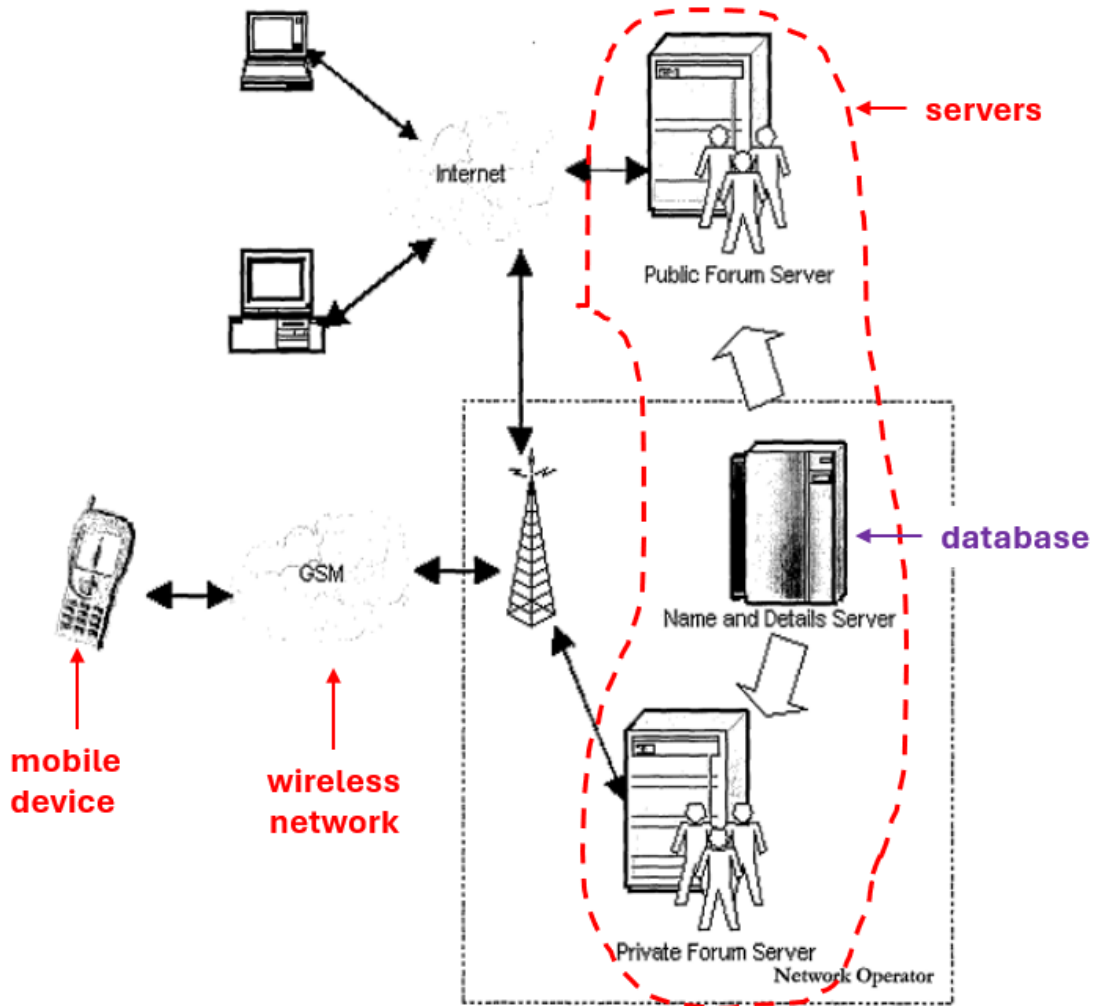 servers
Internet
Public Forum Server
database
GSM
Name and Details Server
mobile
device
wireless
network
Private Forum Server
Network Operator